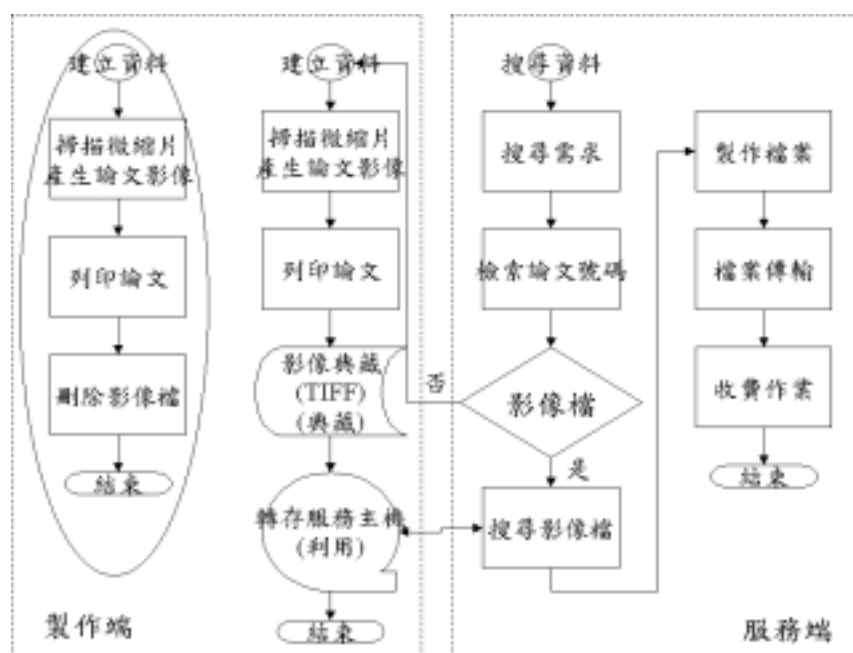 建立資料
掃描微縮片
產生論文影像
列印論文
刪除影像檔
結束
建立資料
掃描微縮片
產生論文影像
列印論文
影像典藏
(TIFF)
(典藏)
轉存服務主機
(利用)
結束
製作端
搜尋資料
搜尋需求
檢索論文號碼
影像檔
否
是
搜尋影像檔
製作檔案
檔案傳輸
收費作業
結束
服務端